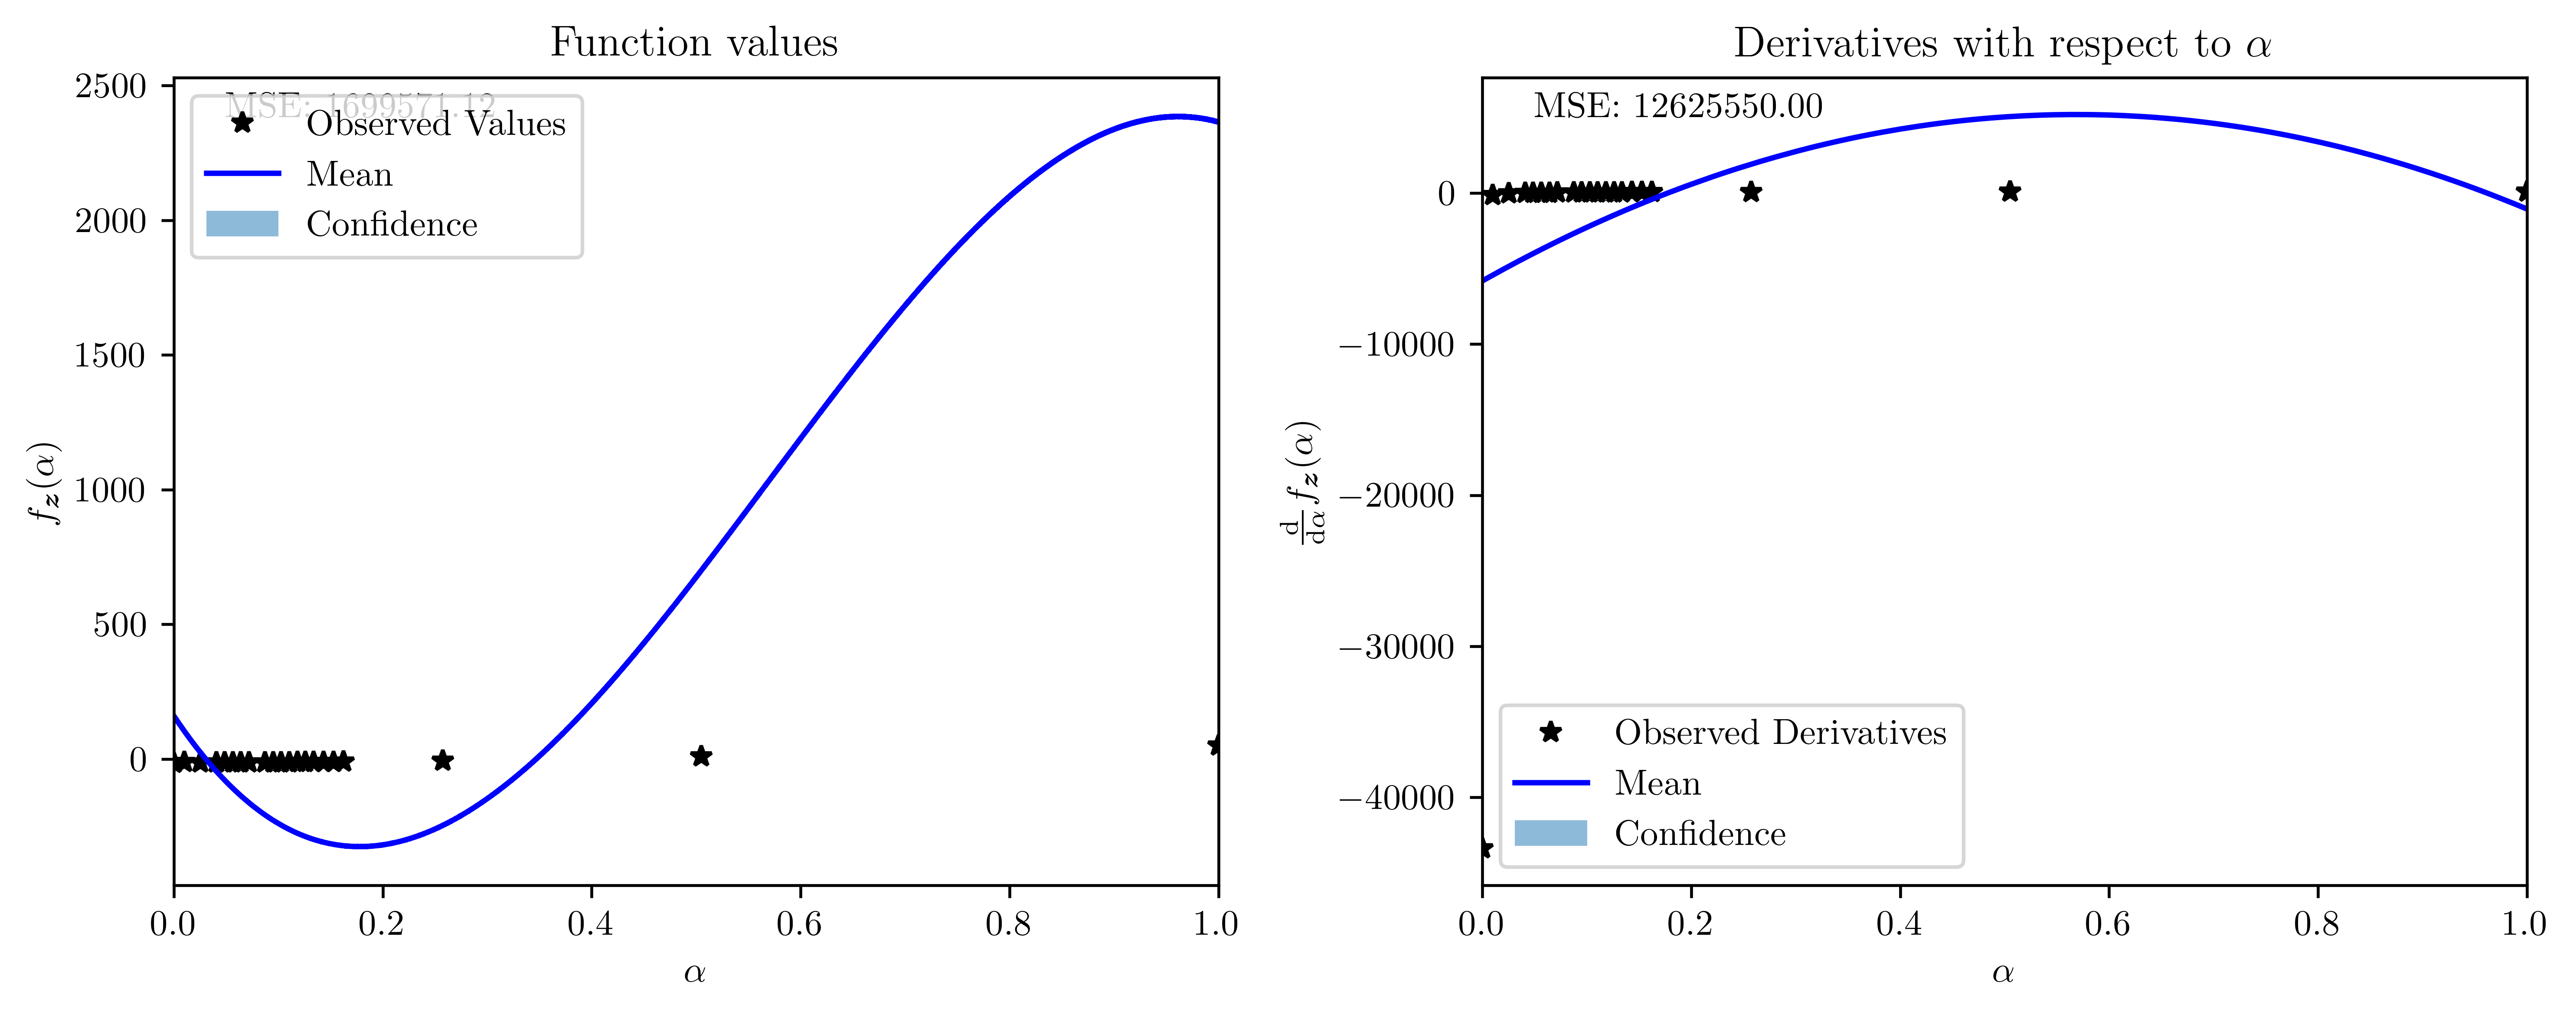 Function values
MSE: 1699571.12
Observed Values
Mean
Confidence
2500
2000
1500
1000
500
0
f_z(α)
0.0 0.2 0.4 0.6 0.8 1.0
α
Derivatives with respect to α
MSE: 12625550.00
0
−10000
−20000
−30000
−40000
d/dα f_z(α)
Observed Derivatives
Mean
Confidence
0.0 0.2 0.4 0.6 0.8 1.0
α